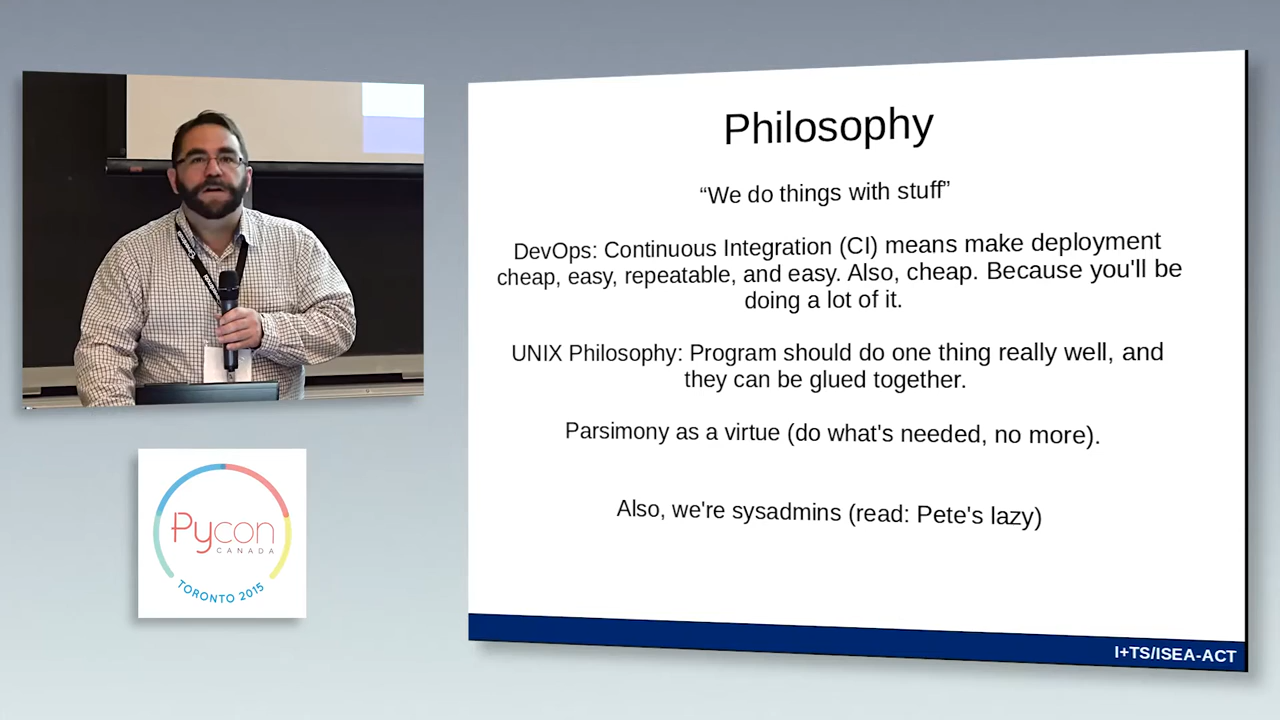 Philosophy
“We do things with stuff”
DevOps: Continuous Integration (CI) means make deployment
cheap, easy, repeatable, and easy. Also, cheap. Because you'll be
doing a lot of it.
UNIX Philosophy: Program should do one thing really well, and
they can be glued together.
Parsimony as a virtue (do what's needed, no more).
Also, we're sysadmins (read: Pete's lazy)
I+TS/ISEA-ACT
Pycon
CANADA
TORONTO 2015